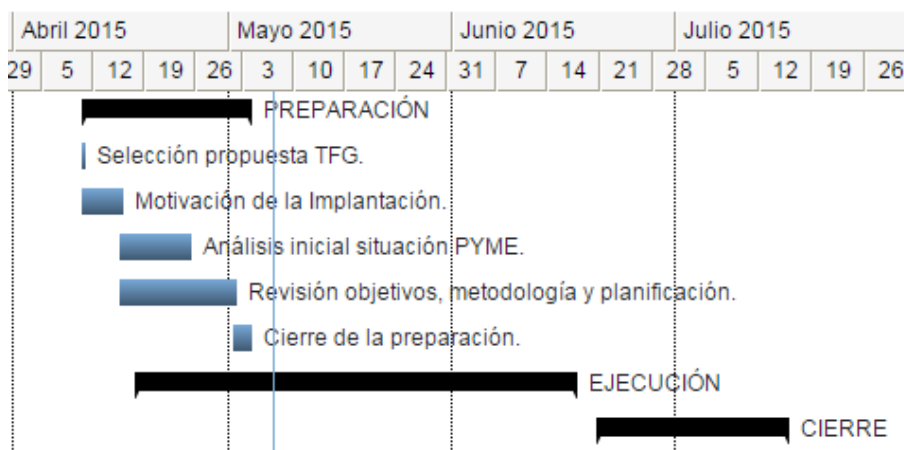 Abril 2015 Mayo 2015 Junio 2015 Julio 2015
29 5 12 19 26 3 10 17 24 31 7 14 21 28 5 12 19 26
PREPARACIÓN
Selección propuesta TFG.
Motivación de la Implantación.
Análisis inicial situación PYME.
Revisión objetivos, metodología y planificación.
Cierre de la preparación.
EJECUCIÓN
CIERRE